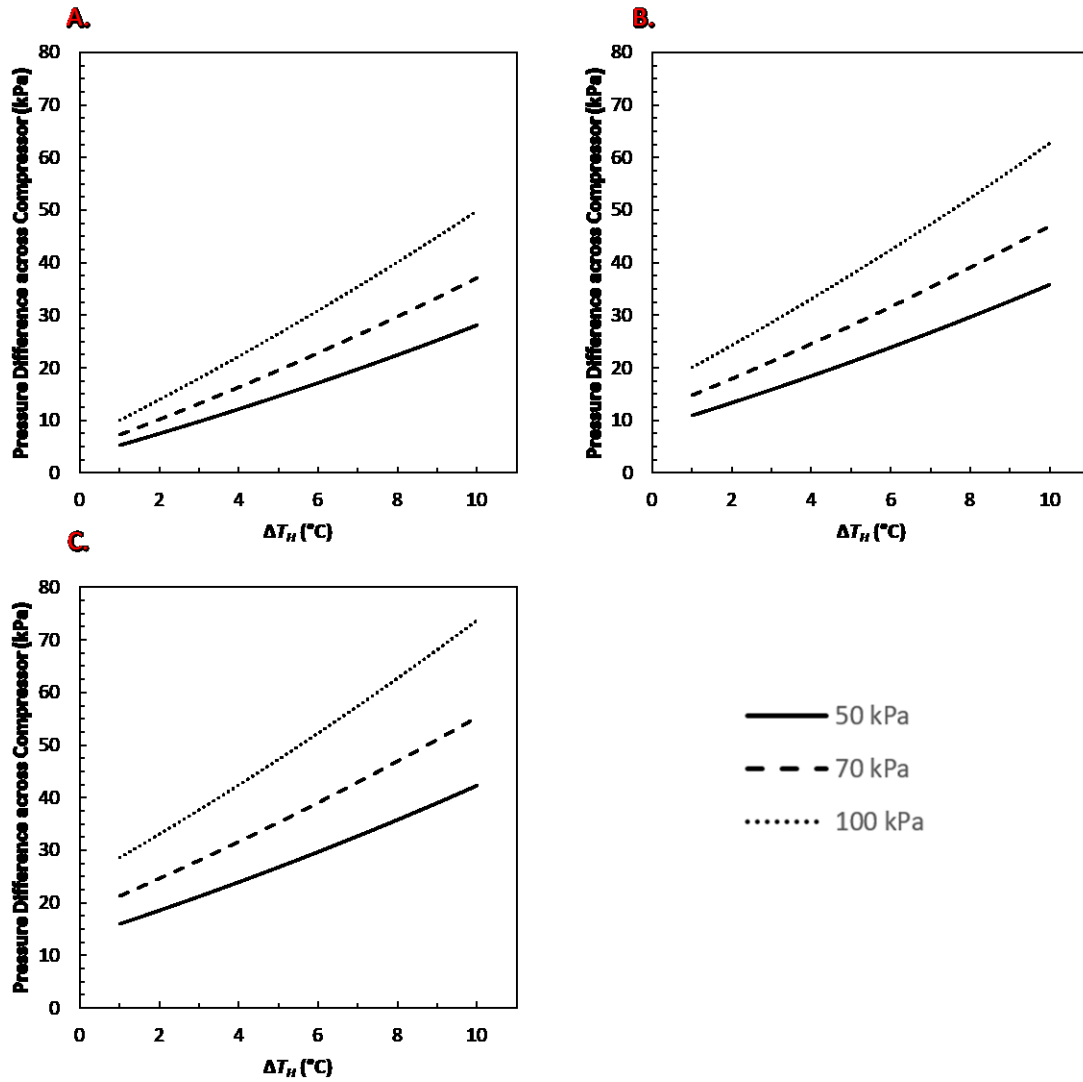 A.
Pressure Difference across Compressor (kPa)
80
70
60
50
40
30
20
10
0
0 2 4 6 8 10
ΔT_H (°C)
B.
Pressure Difference across Compressor (kPa)
80
70
60
50
40
30
20
10
0
0 2 4 6 8 10
ΔT_H (°C)
C.
Pressure Difference across Compressor (kPa)
80
70
60
50
40
30
20
10
0
0 2 4 6 8 10
ΔT_H (°C)
50 kPa
70 kPa
100 kPa